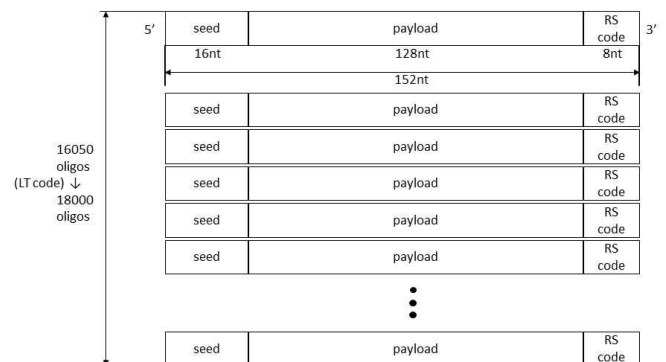 5’ seed payload RS code 3’
16nt 128nt 8nt
152nt
seed payload RS code
seed payload RS code
seed payload RS code
seed payload RS code
seed payload RS code
16050
oligos
(LT code) ↓
18000
oligos
seed payload RS code